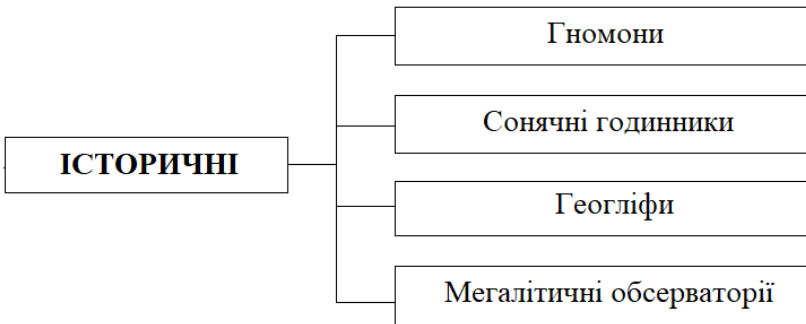 Гномони
Сонячні годинники
ІСТОРИЧНІ
Геогліфи
Мегалітичні обсерваторії